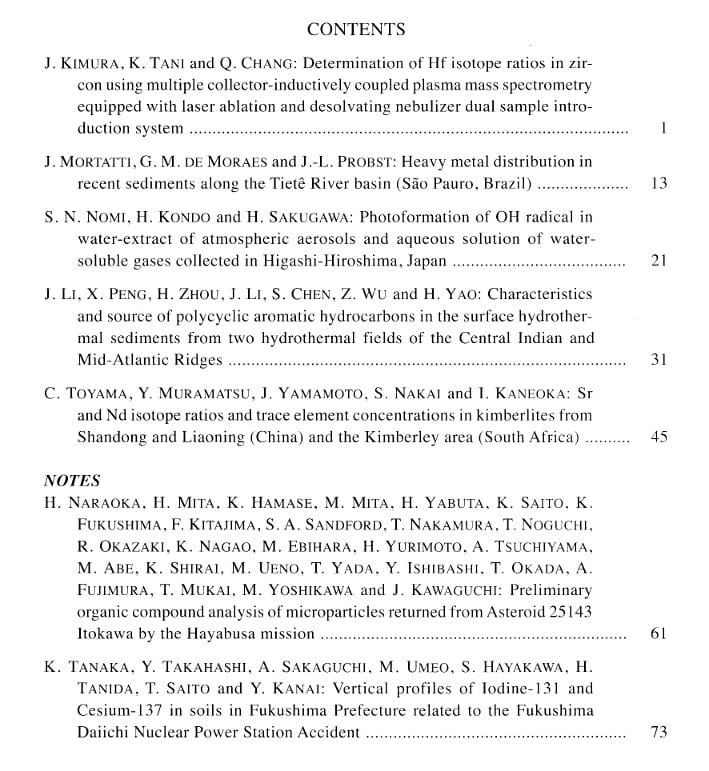 CONTENTS
J. KIMURA, K. TANI and Q. CHANG: Determination of Hf isotope ratios in zir-
con using multiple collector-inductively coupled plasma mass spectrometry
equipped with laser ablation and desolvating nebulizer dual sample intro-
duction system ........................................................................................ 1
J. MORTATTI, G. M. DE MORAES and J.-L. PROBST: Heavy metal distribution in
recent sediments along the Tietê River basin (São Pauro, Brazil) .................... 13
S. N. NOMI, H. KONDO and H. SAKUGAWA: Photoformation of OH radical in
water-extract of atmospheric aerosols and aqueous solution of water-
soluble gases collected in Higashi-Hiroshima, Japan ..................................... 21
J. LI, X. PENG, H. ZHOU, J. LI, S. CHEN, Z. WU and H. YAO: Characteristics
and source of polycyclic aromatic hydrocarbons in the surface hydrother-
mal sediments from two hydrothermal fields of the Central Indian and
Mid-Atlantic Ridges .................................................................................... 31
C. TOYAMA, Y. MURAMATSU, J. YAMAMOTO, S. NAKAI and I. KANEOKA: Sr
and Nd isotope ratios and trace element concentrations in kimberlites from
Shandong and Liaoning (China) and the Kimberley area (South Africa) .......... 45
NOTES
H. NARAOKA, H. MITA, K. HAMASE, M. MITA, H. YABUTA, K. SAITO, K.
FUKUSHIMA, F. KITAJIMA, S. A. SANDFORD, T. NAKAMURA, T. NOGUCHI,
R. OKAZAKI, K. NAGAO, M. EBIHARA, H. YURIMOTO, A. TSUCHIYAMA,
M. ABE, K. SHIRAI, M. UENO, T. YADA, Y. ISHIBASHI, T. OKADA, A.
FUJIMURA, T. MUKAI, M. YOSHIKAWA and J. KAWAGUCHI: Preliminary
organic compound analysis of microparticles returned from Asteroid 25143
Itokawa by the Hayabusa mission ................................................................. 61
K. TANAKA, Y. TAKAHASHI, A. SAKAGUCHI, M. UMEO, S. HAYAKAWA, H.
TANIDA, T. SAITO and Y. KANAI: Vertical profiles of Iodine-131 and
Cesium-137 in soils in Fukushima Prefecture related to the Fukushima
Daiichi Nuclear Power Station Accident ....................................................... 73